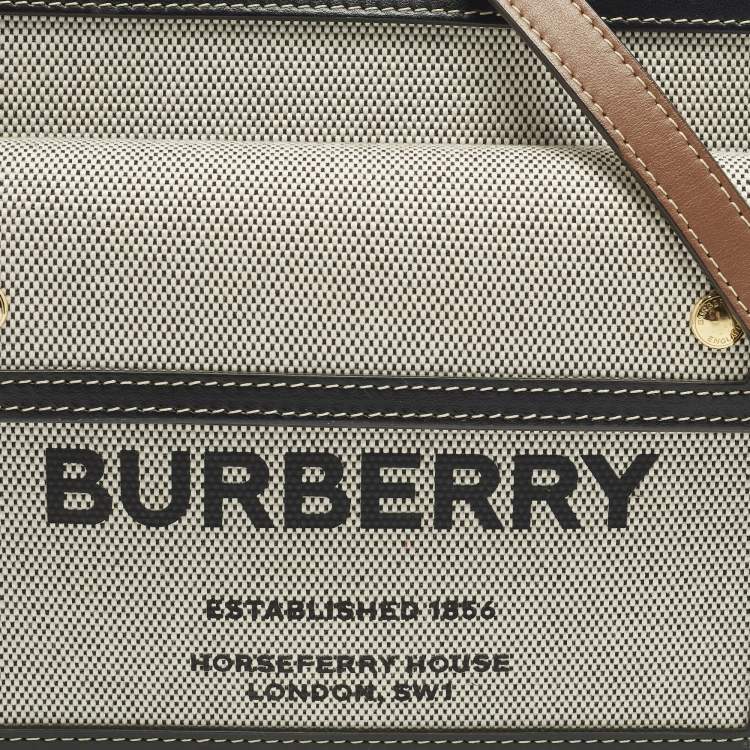 BURBERRY
ESTABLISHED 1856
HORSEFERRY HOUSE
LONDON, SW1